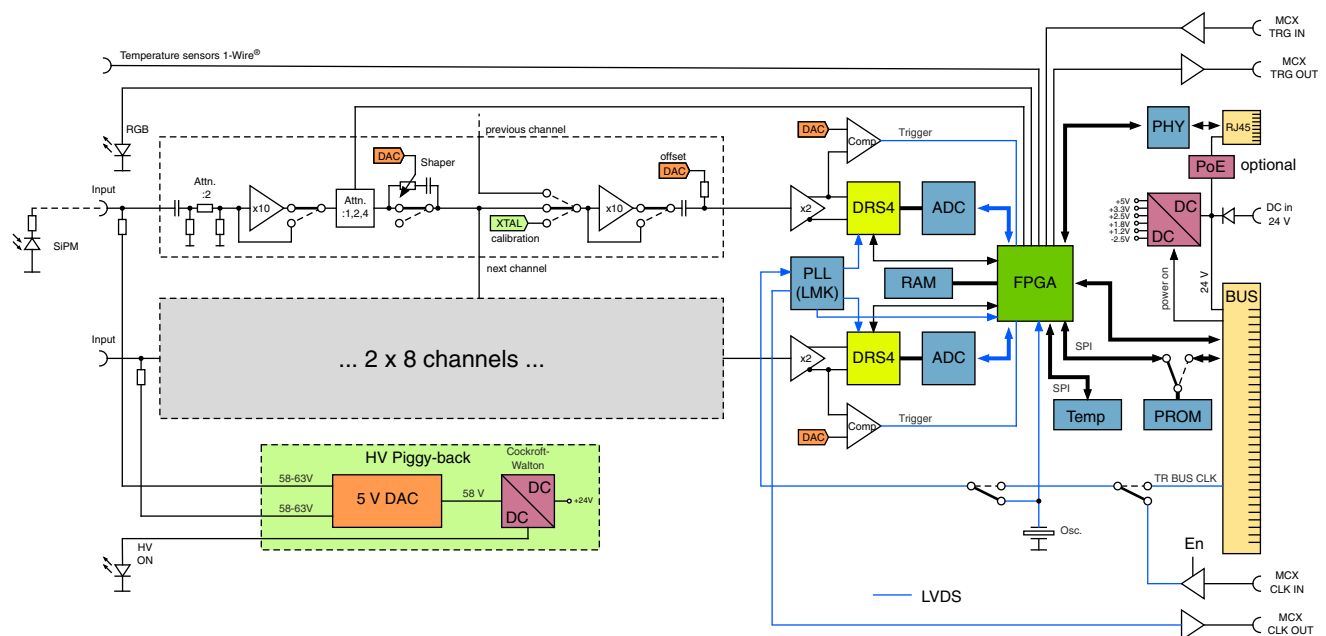 MCX
TRG IN
Temperature sensors 1-Wire®
MCX
TRG OUT
RGB
previous channel
DAC
Comp
Trigger
PHY
RJ45
PoE
optional
DAC
Shaper
offset
DAC
Input
Attn.
:2
x10
Attn.
:1,2,4
XTAL
calibration
x10
x2
DRS4
ADC
+5V
+3.3V
+2.5V
+1.8V
+1.2V
-2.5V
DC
DC
DC in
24 V
SiPM
next channel
PLL
(LMK)
RAM
FPGA
power on
24 V
BUS
Input
... 2 x 8 channels ...
x2
DRS4
ADC
SPI
SPI
Temp
PROM
DAC
Comp
Trigger
HV Piggy-back
Cockroft-
Walton
58-63V
58-63V
5 V DAC
58 V
DC
DC
+24V
TR BUS CLK
Osc.
HV
ON
En
MCX
CLK IN
LVDS
MCX
CLK OUT